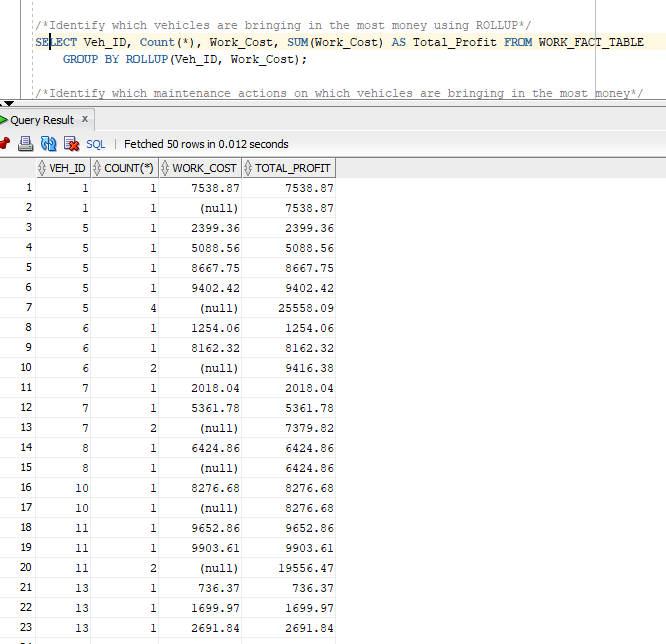 /*Identify which vehicles are bringing in the most money using ROLLUP*/
SELECT Veh_ID, Count(*), Work_Cost, SUM(Work_Cost) AS Total_Profit FROM WORK_FACT_TABLE
GROUP BY ROLLUP(Veh_ID, Work_Cost);
/*Identify which maintenance actions on which vehicles are bringing in the most money*/
Query Result x
SQL | Fetched 50 rows in 0.012 seconds
VEH_ID COUNT(*) WORK_COST TOTAL_PROFIT
1 1 1 7538.87 7538.87
2 1 1 (null) 7538.87
3 5 1 2399.36 2399.36
4 5 1 5088.56 5088.56
5 5 1 8667.75 8667.75
6 5 1 9402.42 9402.42
7 5 4 (null) 25558.09
8 6 1 1254.06 1254.06
9 6 1 8162.32 8162.32
10 6 2 (null) 9416.38
11 7 1 2018.04 2018.04
12 7 1 5361.78 5361.78
13 7 2 (null) 7379.82
14 8 1 6424.86 6424.86
15 8 1 (null) 6424.86
16 10 1 8276.68 8276.68
17 10 1 (null) 8276.68
18 11 1 9652.86 9652.86
19 11 1 9903.61 9903.61
20 11 2 (null) 19556.47
21 13 1 736.37 736.37
22 13 1 1699.97 1699.97
23 13 1 2691.84 2691.84